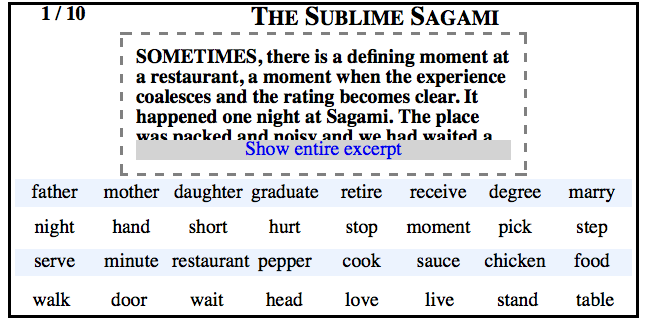 1 / 10
THE SUBLIME SAGAMI
SOMETIMES, there is a defining moment at
a restaurant, a moment when the experience
coalesces and the rating becomes clear. It
happened one night at Sagami. The place
was packed and noisy and we had waited a
Show entire excerpt
father mother daughter graduate retire receive degree marry
night hand short hurt stop moment pick step
serve minute restaurant pepper cook sauce chicken food
walk door wait head love live stand table